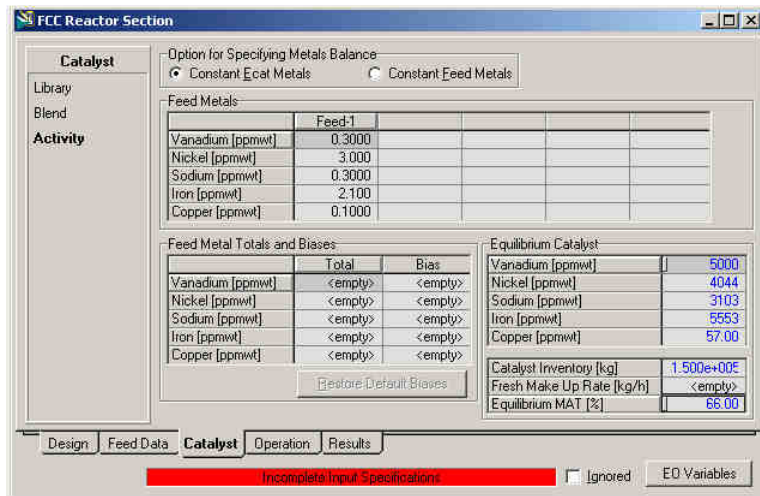 FCC Reactor Section
Catalyst
Library
Blend
Activity
Option for Specifying Metals Balance
Constant Ecat Metals Constant Feed Metals
Feed Metals
Feed-1
Vanadium [ppmwt] 0.3000
Nickel [ppmwt] 3.000
Sodium [ppmwt] 0.3000
Iron [ppmwt] 2.100
Copper [ppmwt] 0.1000
Feed Metal Totals and Biases
Total Bias
Vanadium [ppmwt] <empty> <empty>
Nickel [ppmwt] <empty> <empty>
Sodium [ppmwt] <empty> <empty>
Iron [ppmwt] <empty> <empty>
Copper [ppmwt] <empty> <empty>
Restore Default Biases
Equilibrium Catalyst
Vanadium [ppmwt] 5000
Nickel [ppmwt] 4044
Sodium [ppmwt] 3103
Iron [ppmwt] 5553
Copper [ppmwt] 57.00
Catalyst Inventory [kg] 1.500e+005
Fresh Make Up Rate [kg/h] <empty>
Equilibrium MAT [%] 66.00
Design Feed Data Catalyst Operation Results
Incomplete Input Specifications Ignored EO Variables